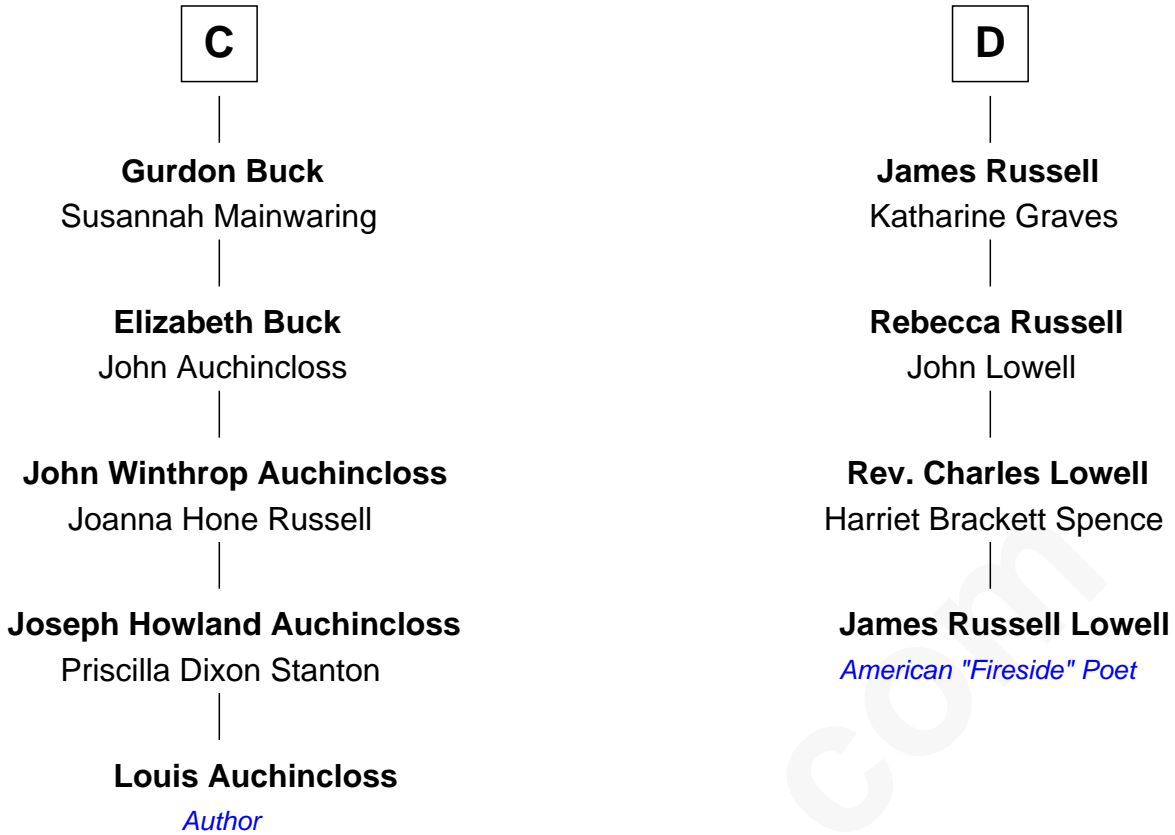 C
Gurdon Buck
Susannah Mainwaring
Elizabeth Buck
John Auchincloss
John Winthrop Auchincloss
Joanna Hone Russell
Joseph Howland Auchincloss
Priscilla Dixon Stanton
Louis Auchincloss
Author
D
James Russell
Katharine Graves
Rebecca Russell
John Lowell
Rev. Charles Lowell
Harriet Brackett Spence
James Russell Lowell
American "Fireside" Poet
com